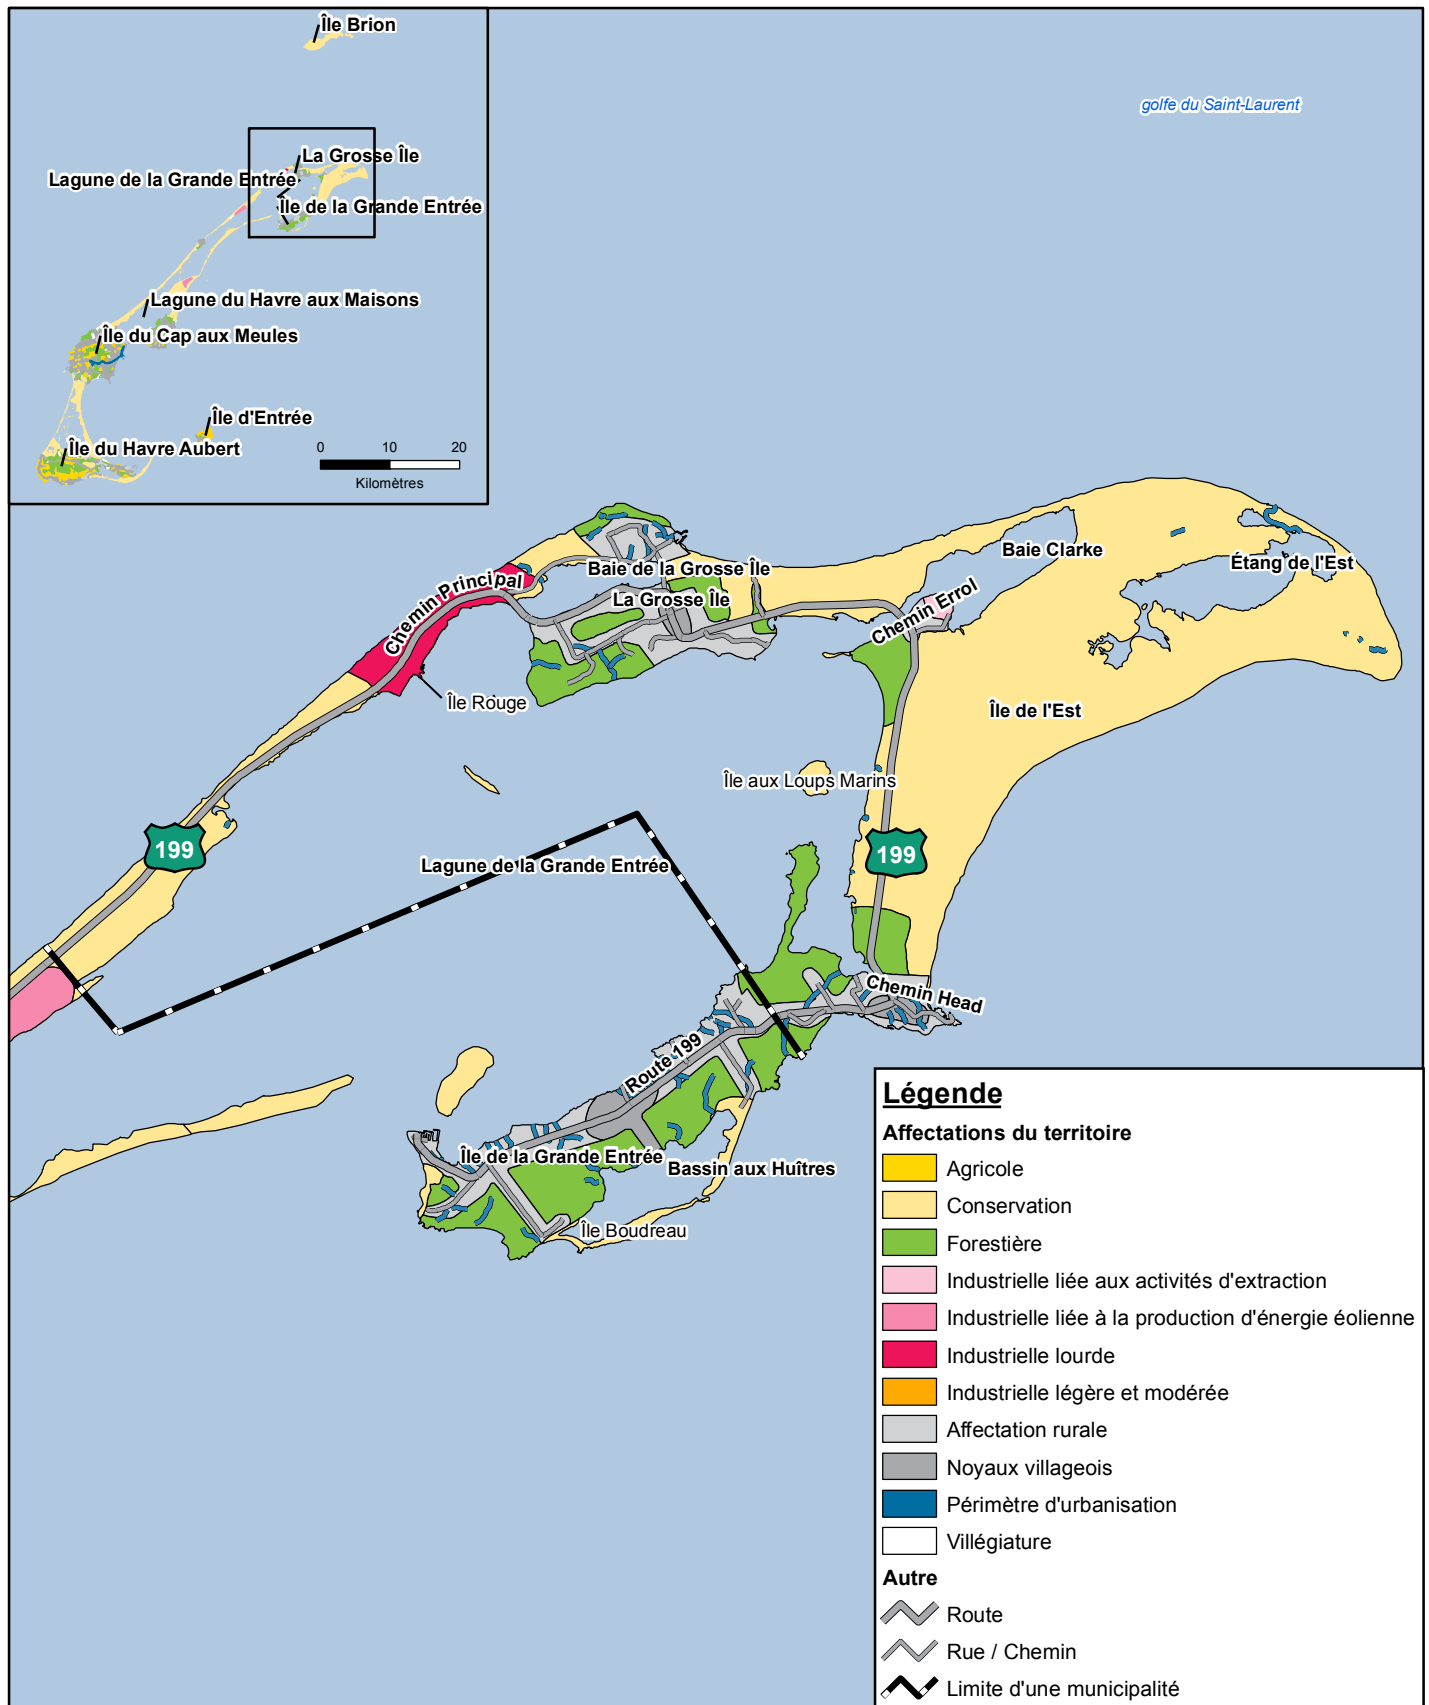 Île Brion
golfe du Saint-Laurent
La Grosse Île
Lagune de la Grande Entrée
Île de la Grande Entrée
Lagune du Havre aux Maisons
Île du Cap aux Meules
Île d'Entrée
Île du Havre Aubert
0 10 20
Kilomètres
Baie Clarke
Étang de l'Est
Baie de la Grosse Île
Chemin Principal
La Grosse Île
Chemin Errol
Île Rouge
Île de l'Est
Île aux Loups Marins
199
199
Lagune de la Grande Entrée
Chemin Head
Route 199
Île de la Grande Entrée
Bassin aux Huîtres
Île Boudreau
Légende
Affectations du territoire
Agricole
Conservation
Forestière
Industrielle liée aux activités d'extraction
Industrielle liée à la production d'énergie éolienne
Industrielle lourde
Industrielle légère et modérée
Affectation rurale
Noyaux villageois
Périmètre d'urbanisation
Villégiature
Autre
Route
Rue / Chemin
Limite d'une municipalité